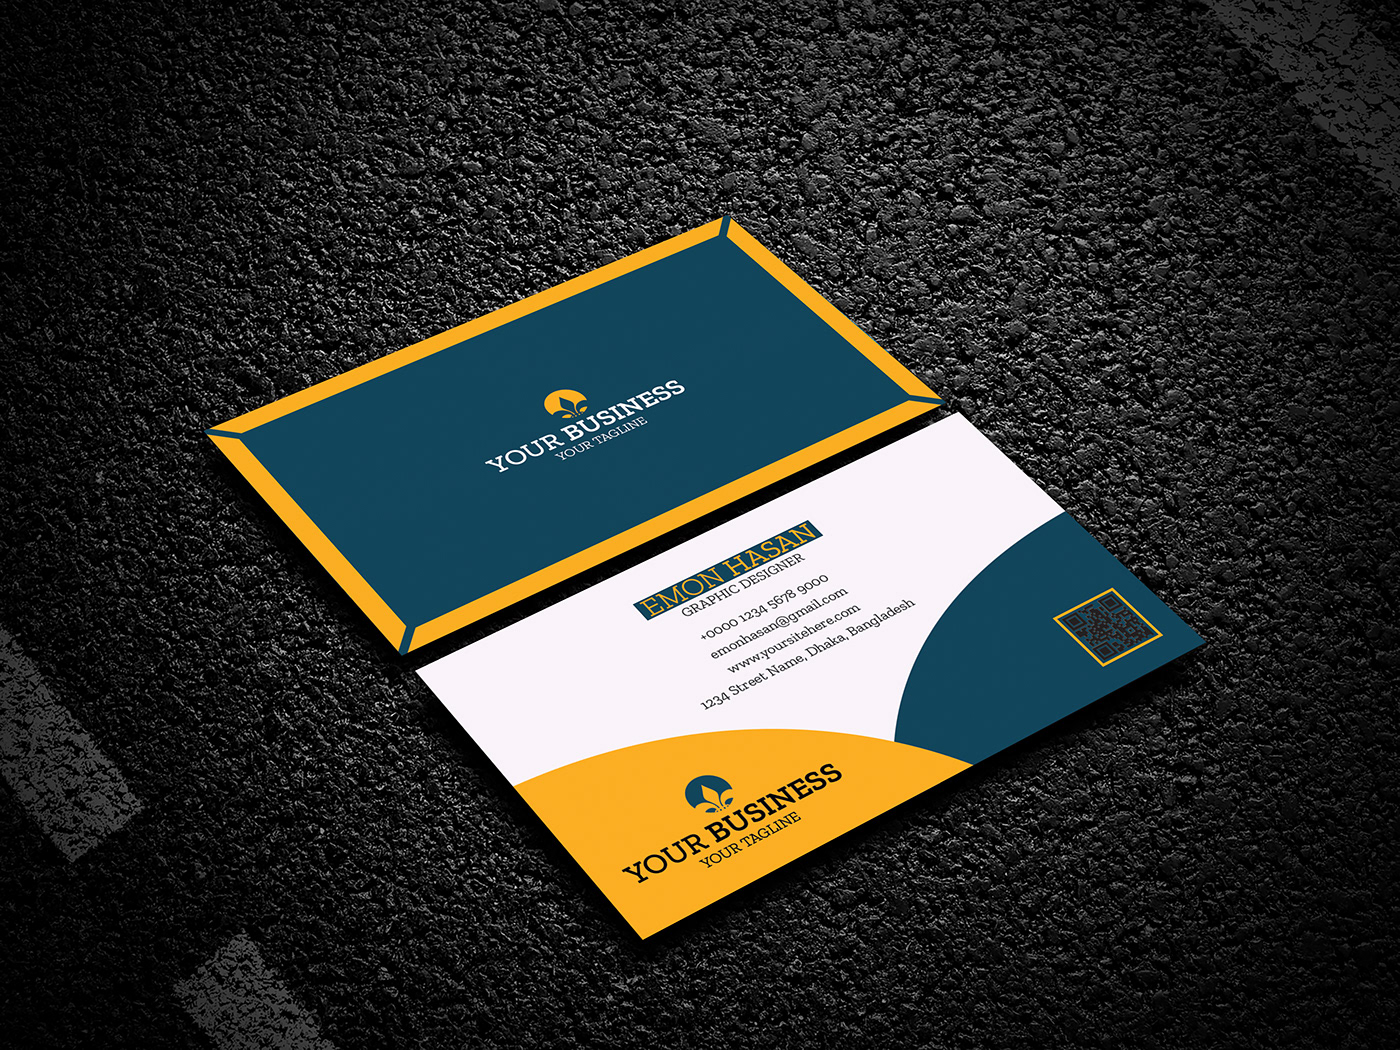 YOUR BUSINESS
YOUR TAGLINE
EMON HASAN
GRAPHIC DESIGNER
+0000 1234 5678 9000
emonhasan@gmail.com
www.yoursitehere.com
1234 Street Name, Dhaka, Bangladesh
YOUR BUSINESS
YOUR TAGLINE